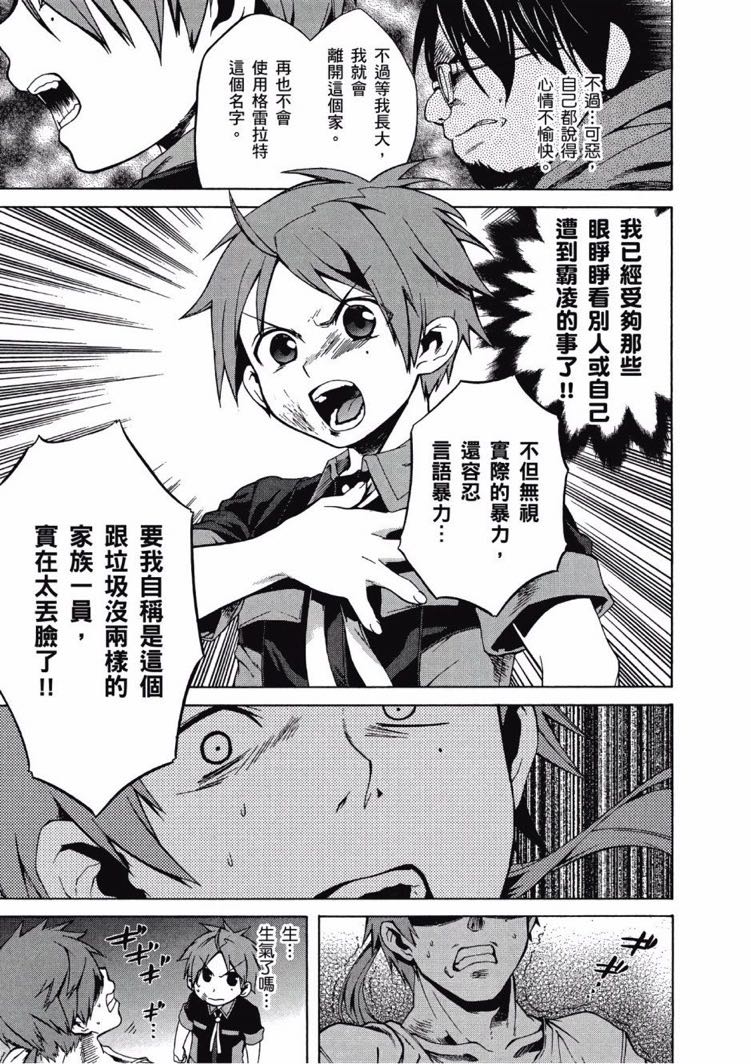 不過等我長大，
我就會
離開這個家。
再也不會
使用格雷拉特
這個名字。
不過…可惡，
自己都說得
心情不愉快。
我已經受夠那些
眼睜睜看別人或自己
遭到霸凌的事了!!
不但無視
實際的暴力，
還容忍
言語暴力…
要我自稱是這個
跟垃圾沒兩樣的
家族一員，
實在太丟臉了!!
生…
生氣了嗎…